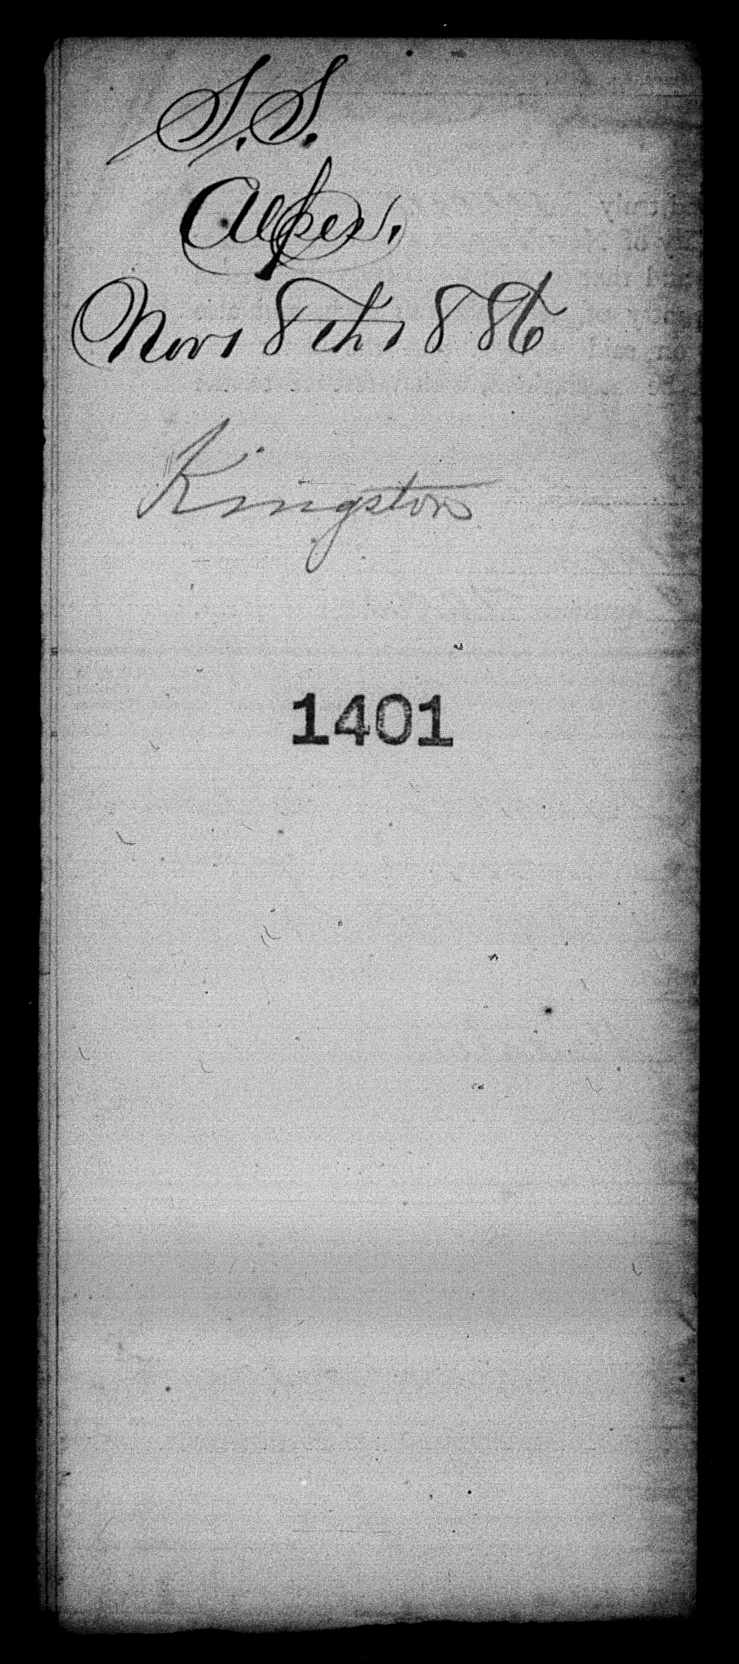 S.S.
Alps.
Nov. 8th, 1886
Kingston
1401